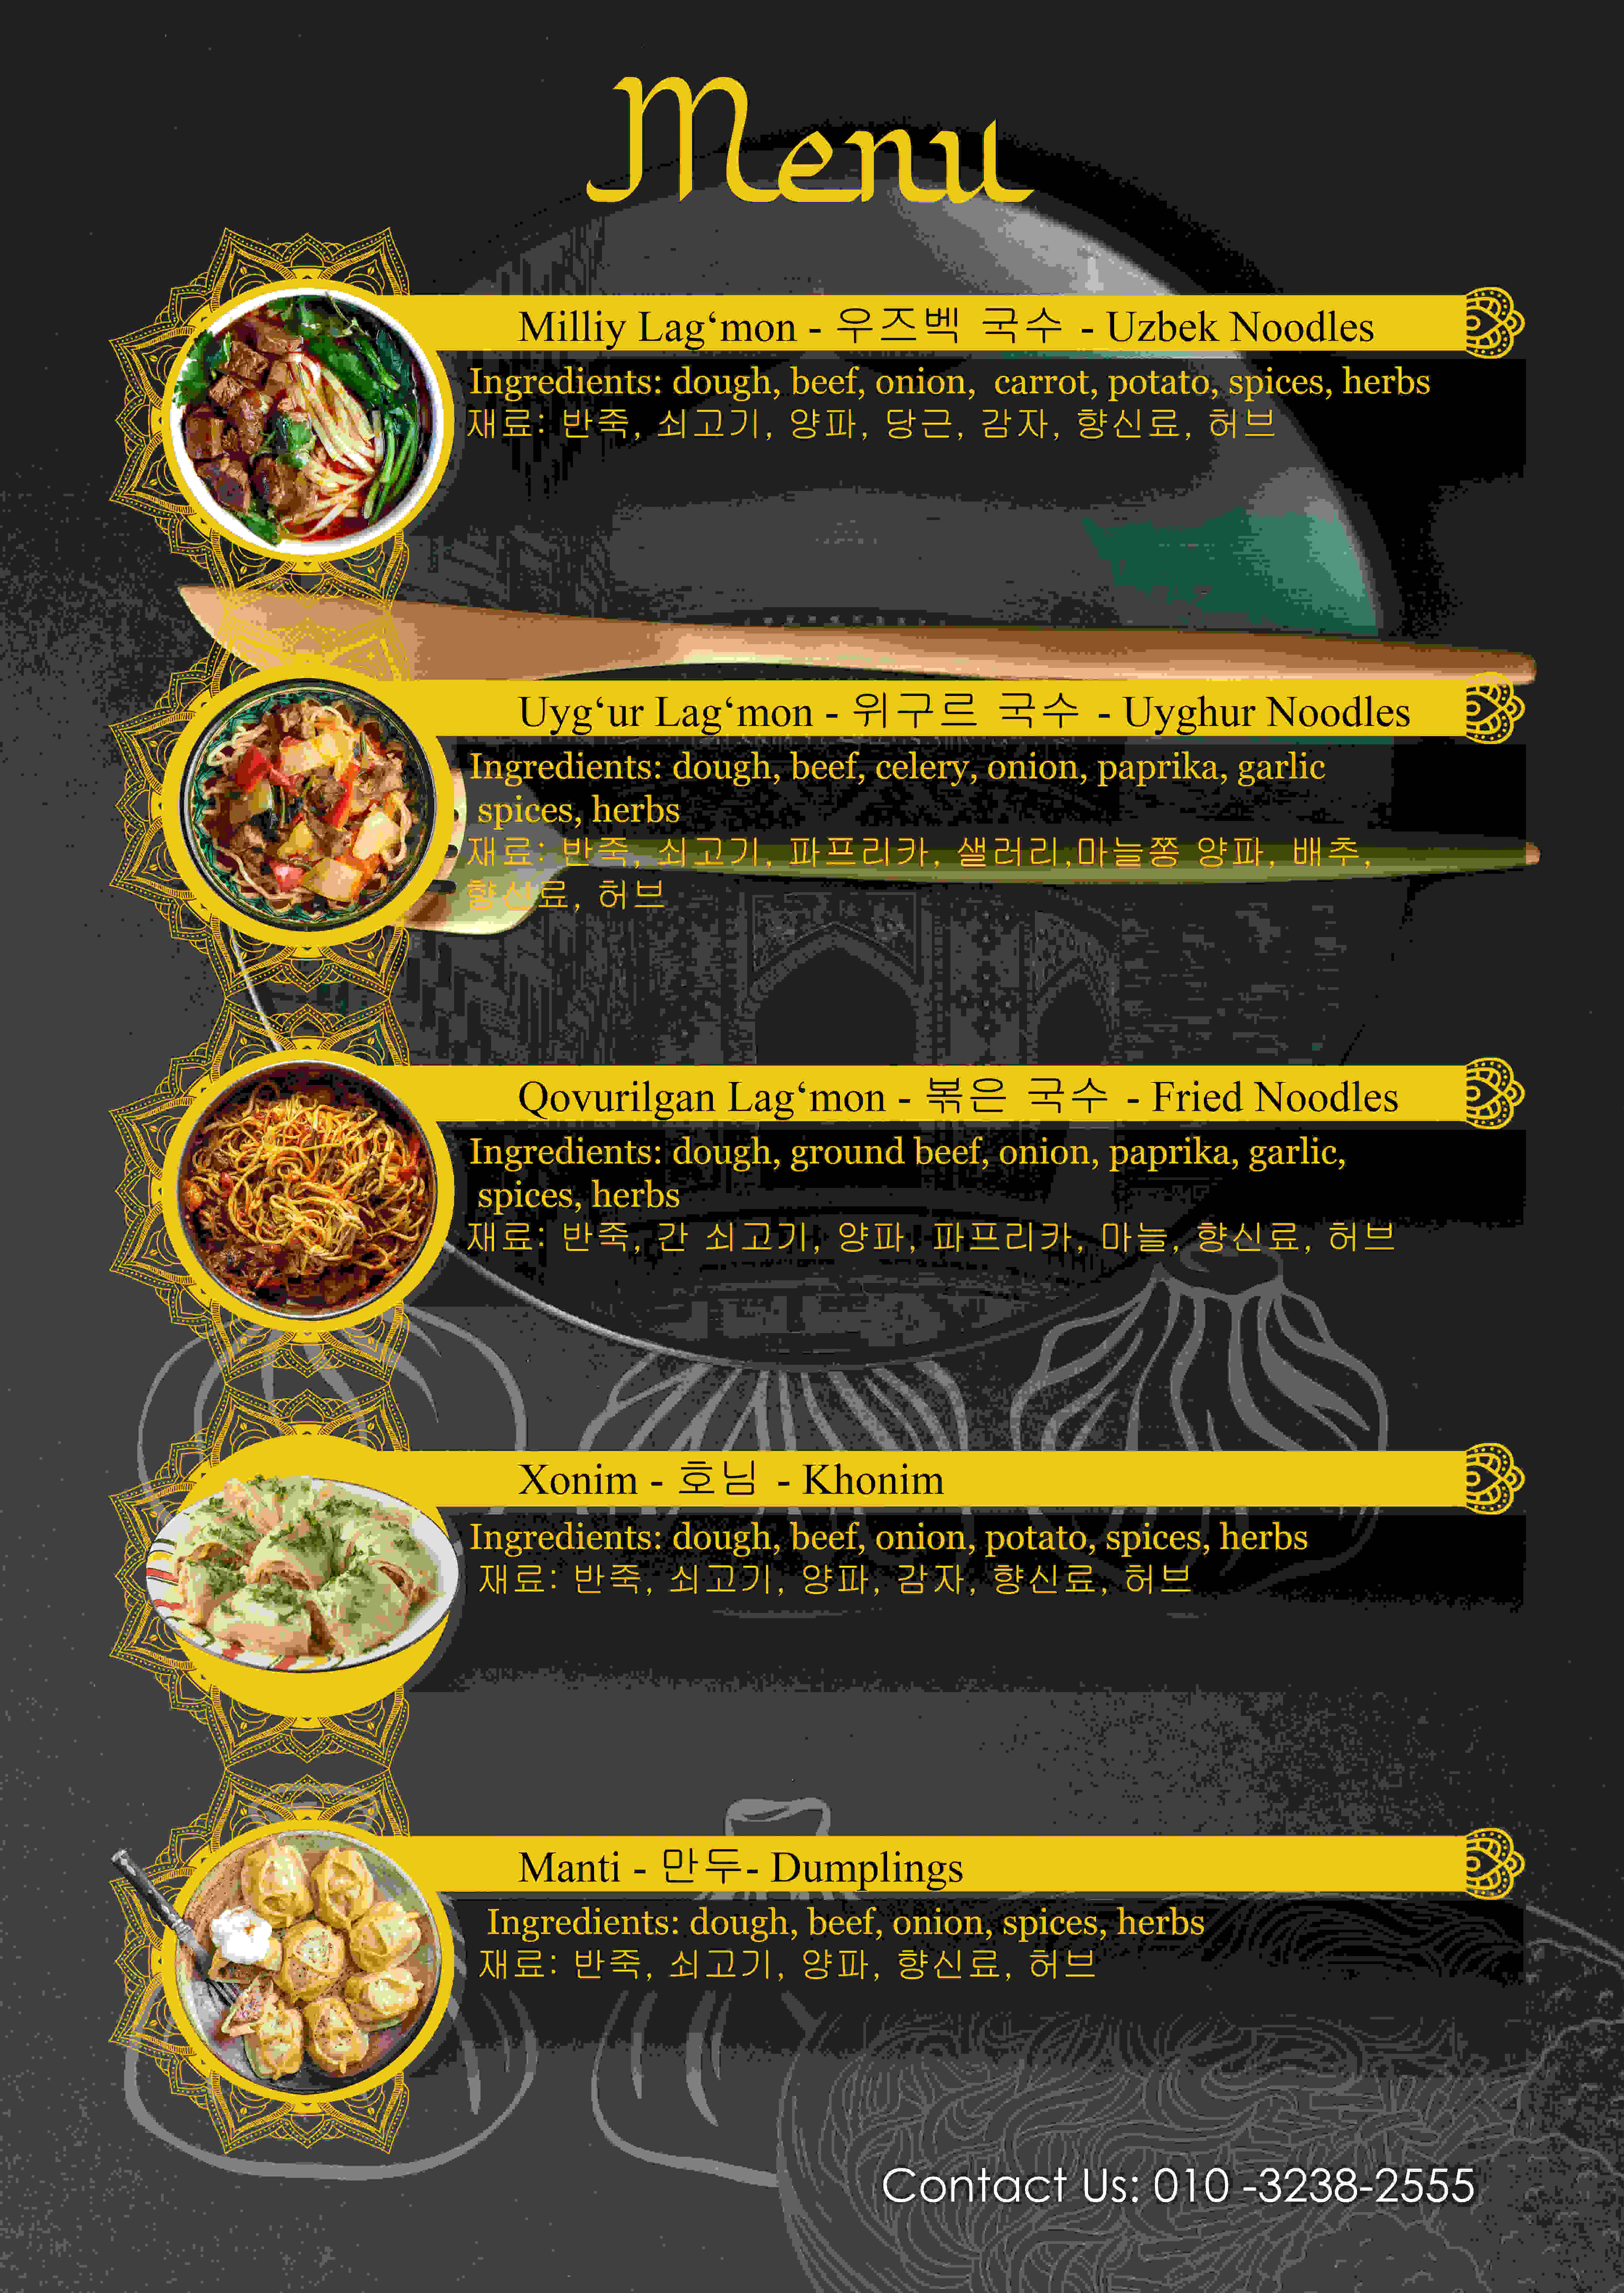 Menu
Milliy Lag‘mon - 우즈벡 국수 - Uzbek Noodles
Ingredients: dough, beef, onion, carrot, potato, spices, herbs
재료: 반죽, 쇠고기, 양파, 당근, 감자, 향신료, 허브
Uyg‘ur Lag‘mon - 위구르 국수 - Uyghur Noodles
Ingredients: dough, beef, celery, onion, paprika, garlic
spices, herbs
재료: 반죽, 쇠고기, 파프리카, 샐러리,마늘쫑 양파, 배추,
향신료, 허브
Qovurilgan Lag‘mon - 볶은 국수 - Fried Noodles
Ingredients: dough, ground beef, onion, paprika, garlic,
spices, herbs
재료: 반죽, 간 쇠고기, 양파, 파프리카, 마늘, 향신료, 허브
Xonim - 호님 - Khonim
Ingredients: dough, beef, onion, potato, spices, herbs
재료: 반죽, 쇠고기, 양파, 감자, 향신료, 허브
Manti - 만두- Dumplings
Ingredients: dough, beef, onion, spices, herbs
재료: 반죽, 쇠고기, 양파, 향신료, 허브
Contact Us: 010 -3238-2555